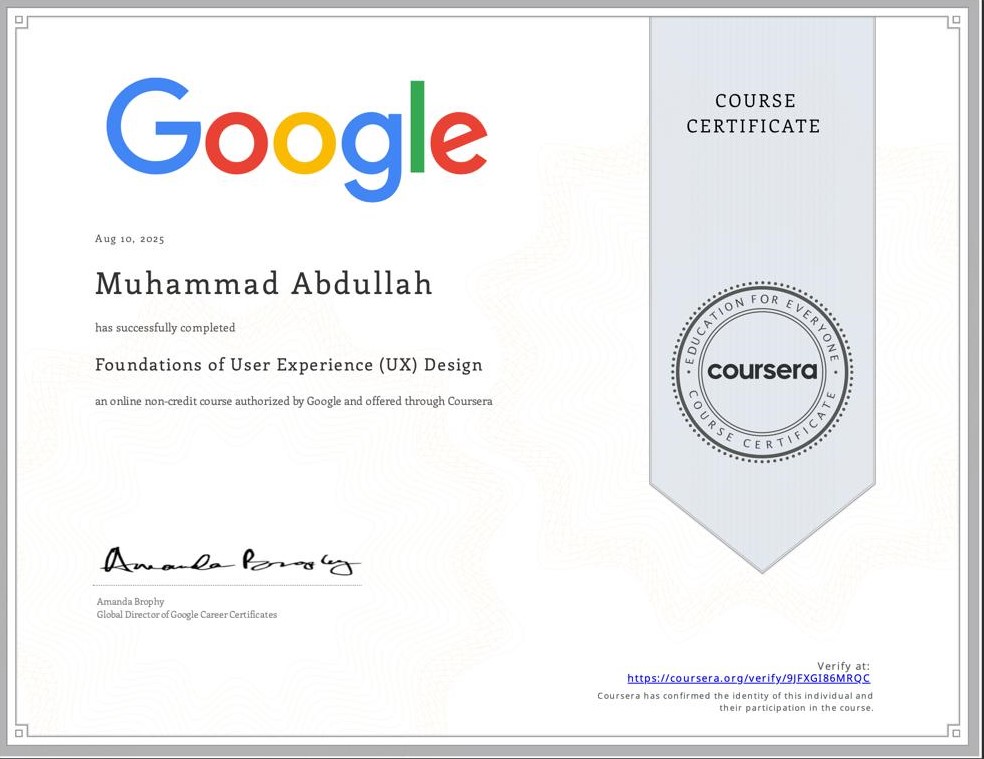 Google
COURSE
CERTIFICATE
Aug 10, 2025
Muhammad Abdullah
has successfully completed
Foundations of User Experience (UX) Design
an online non-credit course authorized by Google and offered through Coursera
EDUCATION FOR EVERYONE
coursera
COURSE CERTIFICATE
Amanda Brophy
Amanda Brophy
Global Director of Google Career Certificates
Verify at:
https://coursera.org/verify/9JFXGI86MRQC
Coursera has confirmed the identity of this individual and
their participation in the course.